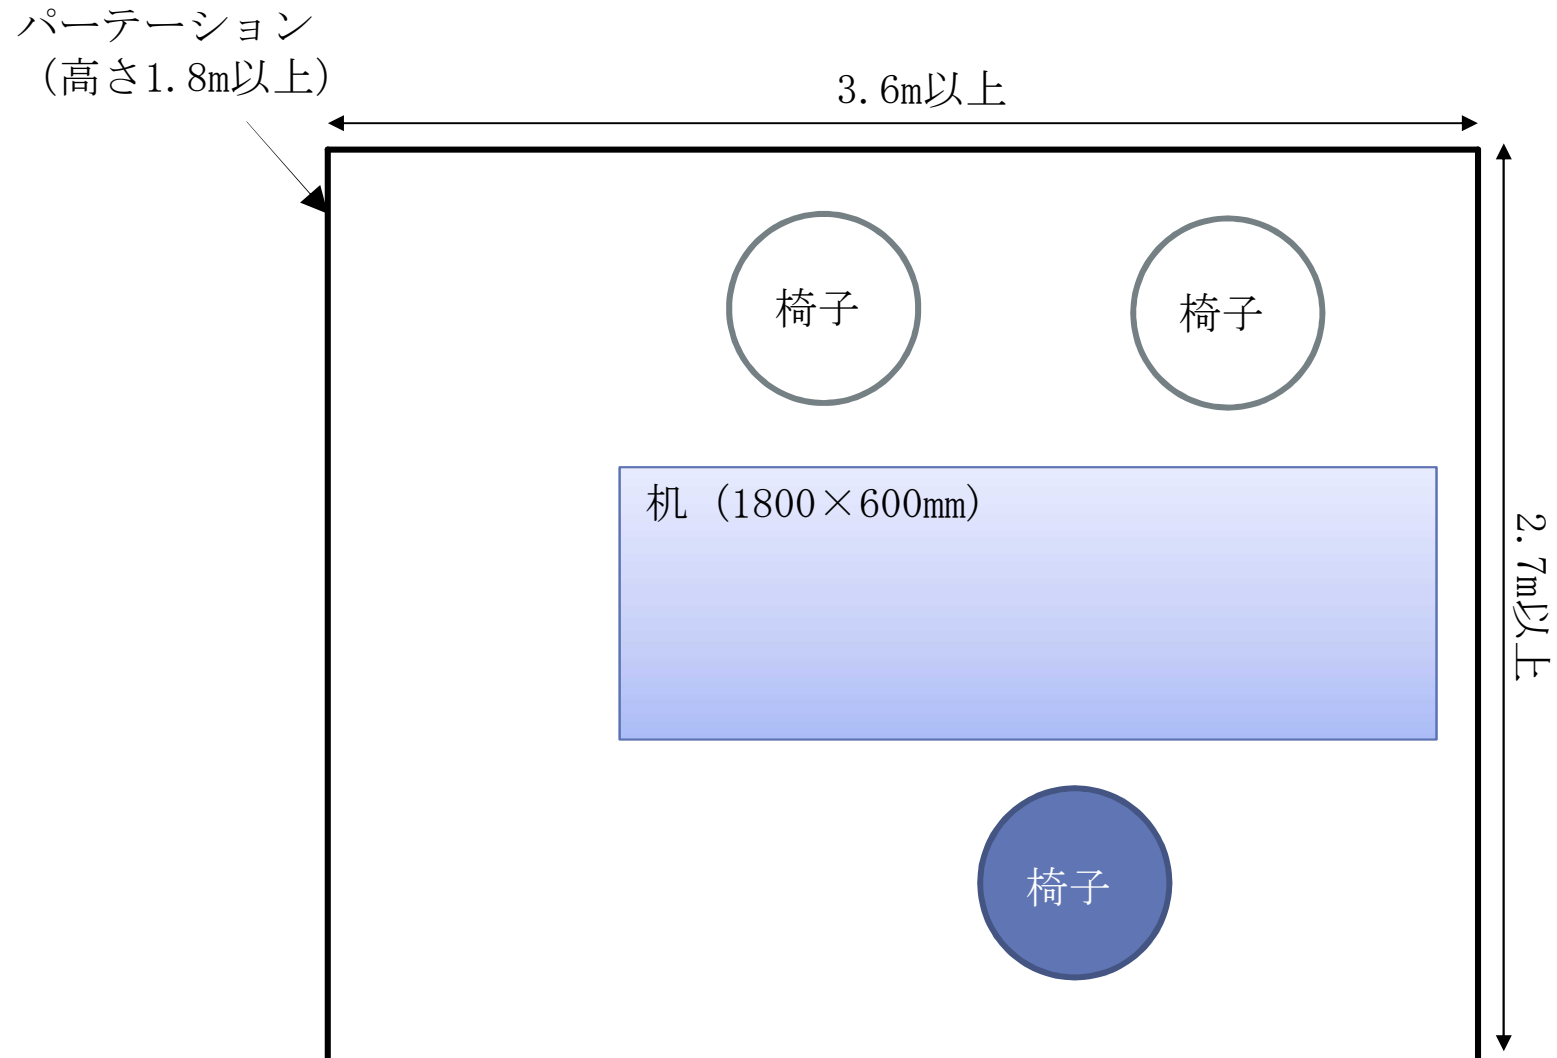 パーテーション
(高さ1.8m以上)
3.6m以上
椅子
椅子
机 (1800×600mm)
2.7m以上
椅子